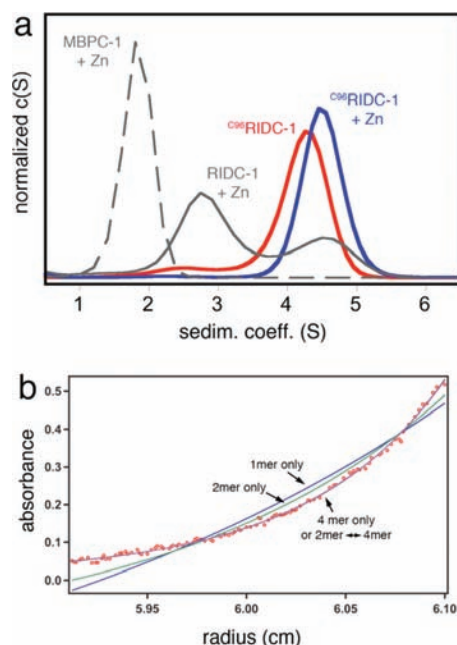 a
MBPC-1
+ Zn
C96RIDC-1
C96RIDC-1
+ Zn
RIDC-1
+ Zn
normalized c(S)
1 2 3 4 5 6
sedim. coeff. (S)
b
0.5
0.4
0.3
0.2
0.1
0.0
absorbance
1mer only
2mer only
4 mer only
or 2mer ↔ 4mer
5.95 6.00 6.05 6.10
radius (cm)